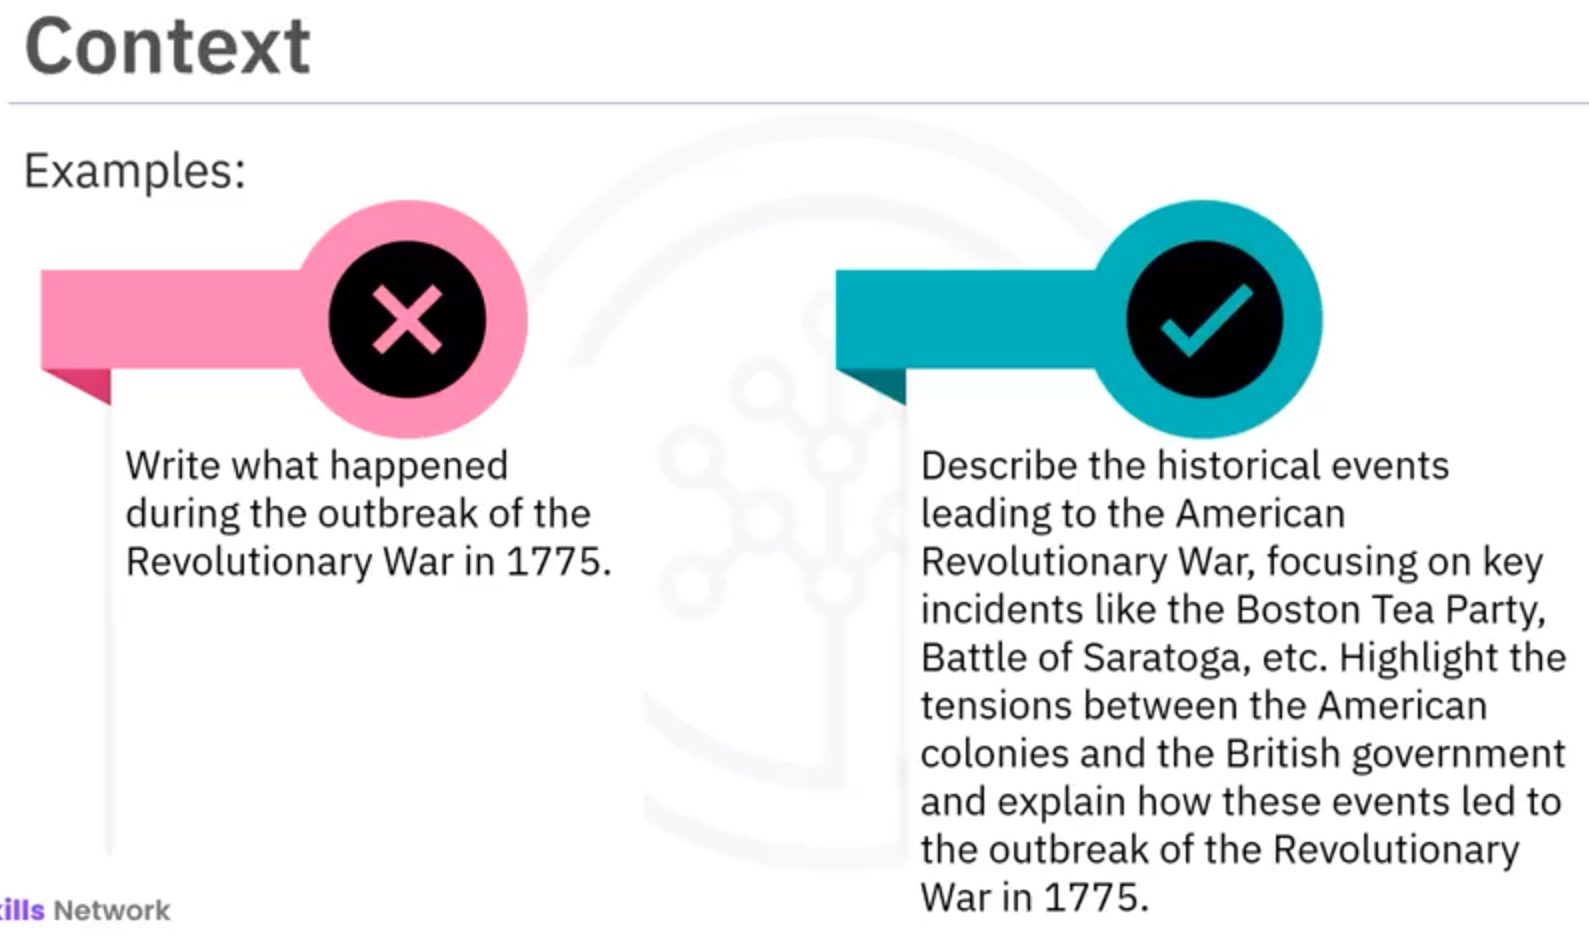 Context
Examples:
Write what happened
during the outbreak of the
Revolutionary War in 1775.
Describe the historical events
leading to the American
Revolutionary War, focusing on key
incidents like the Boston Tea Party,
Battle of Saratoga, etc. Highlight the
tensions between the American
colonies and the British government
and explain how these events led to
the outbreak of the Revolutionary
War in 1775.
ills Network